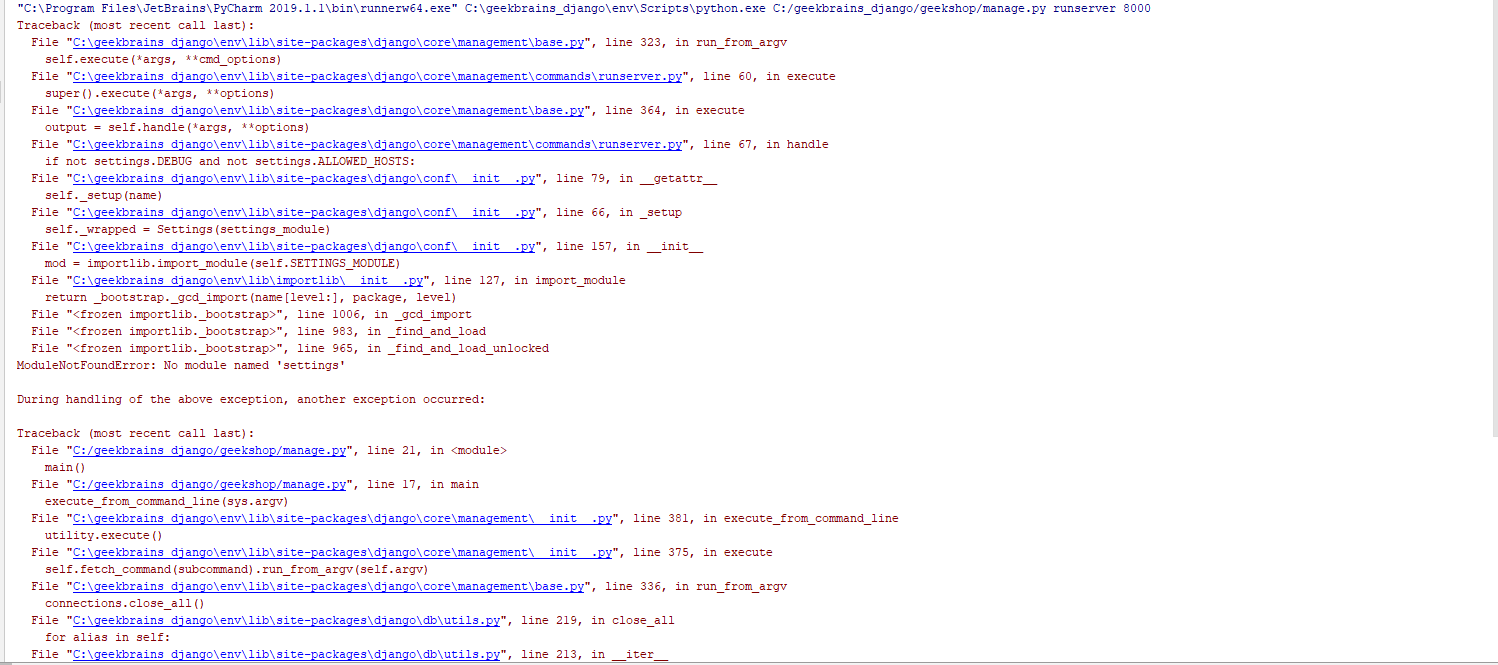 "C:\Program Files\JetBrains\PyCharm 2019.1.1\bin\runnerw64.exe" C:\geekbrains_django\env\Scripts\python.exe C:/geekbrains_django/geekshop/manage.py runserver 8000
Traceback (most recent call last):
  File "C:\geekbrains_django\env\lib\site-packages\django\core\management\base.py", line 323, in run_from_argv
    self.execute(*args, **cmd_options)
  File "C:\geekbrains_django\env\lib\site-packages\django\core\management\commands\runserver.py", line 60, in execute
    super().execute(*args, **options)
  File "C:\geekbrains_django\env\lib\site-packages\django\core\management\base.py", line 364, in execute
    output = self.handle(*args, **options)
  File "C:\geekbrains_django\env\lib\site-packages\django\core\management\commands\runserver.py", line 67, in handle
    if not settings.DEBUG and not settings.ALLOWED_HOSTS:
  File "C:\geekbrains_django\env\lib\site-packages\django\conf\__init__.py", line 79, in __getattr__
    self._setup(name)
  File "C:\geekbrains_django\env\lib\site-packages\django\conf\__init__.py", line 66, in _setup
    self._wrapped = Settings(settings_module)
  File "C:\geekbrains_django\env\lib\site-packages\django\conf\__init__.py", line 157, in __init__
    mod = importlib.import_module(self.SETTINGS_MODULE)
  File "C:\geekbrains_django\env\lib\importlib\__init__.py", line 127, in import_module
    return _bootstrap._gcd_import(name[level:], package, level)
  File "<frozen importlib._bootstrap>", line 1006, in _gcd_import
  File "<frozen importlib._bootstrap>", line 983, in _find_and_load
  File "<frozen importlib._bootstrap>", line 965, in _find_and_load_unlocked
ModuleNotFoundError: No module named 'settings'

During handling of the above exception, another exception occurred:

Traceback (most recent call last):
  File "C:/geekbrains_django/geekshop/manage.py", line 21, in <module>
    main()
  File "C:/geekbrains_django/geekshop/manage.py", line 17, in main
    execute_from_command_line(sys.argv)
  File "C:\geekbrains_django\env\lib\site-packages\django\core\management\__init__.py", line 381, in execute_from_command_line
    utility.execute()
  File "C:\geekbrains_django\env\lib\site-packages\django\core\management\__init__.py", line 375, in execute
    self.fetch_command(subcommand).run_from_argv(self.argv)
  File "C:\geekbrains_django\env\lib\site-packages\django\core\management\base.py", line 336, in run_from_argv
    connections.close_all()
  File "C:\geekbrains_django\env\lib\site-packages\django\db\utils.py", line 219, in close_all
    for alias in self:
  File "C:\geekbrains_django\env\lib\site-packages\django\db\utils.py", line 213, in __iter__